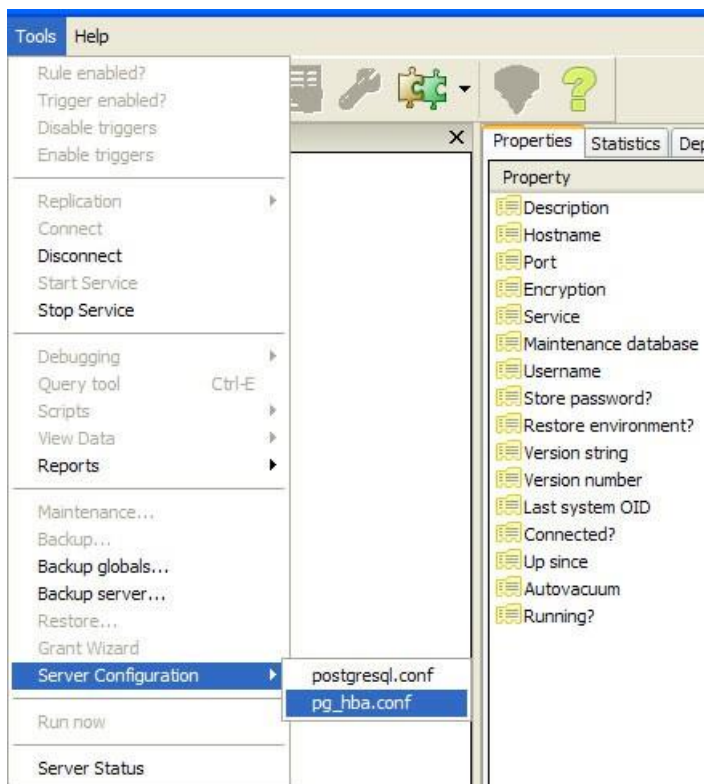 Tools Help
Rule enabled?
Trigger enabled?
Disable triggers
Enable triggers
Replication
Connect
Disconnect
Start Service
Stop Service
Debugging
Query tool Ctrl-E
Scripts
View Data
Reports
Maintenance...
Backup...
Backup globals...
Backup server...
Restore...
Grant Wizard
Server Configuration
Run now
Server Status
postgresql.conf
pg_hba.conf
Properties Statistics Dep
Property
Description
Hostname
Port
Encryption
Service
Maintenance database
Username
Store password?
Restore environment?
Version string
Version number
Last system OID
Connected?
Up since
Autovacuum
Running?